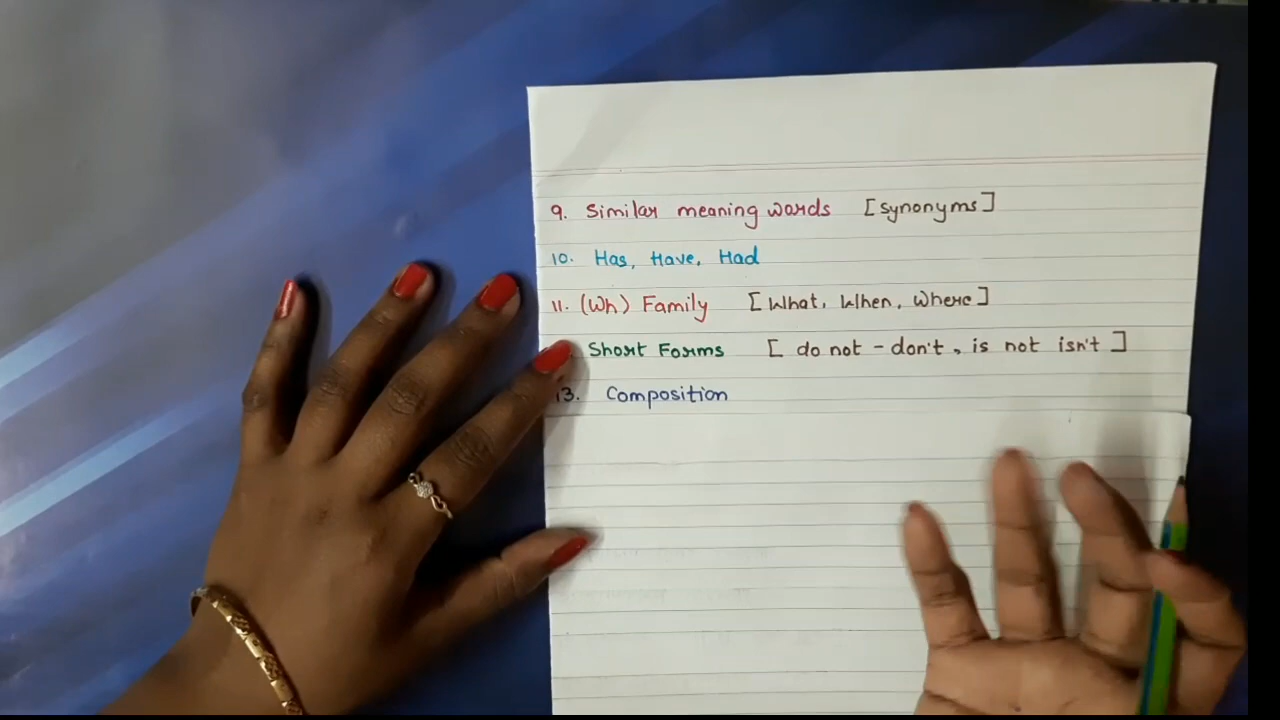 9. Similar meaning words [synonyms]
10. Has, Have, Had
11. (Wh) Family [What, When, Where]
Short Forms [ do not - don't, is not isn't ]
13. Composition